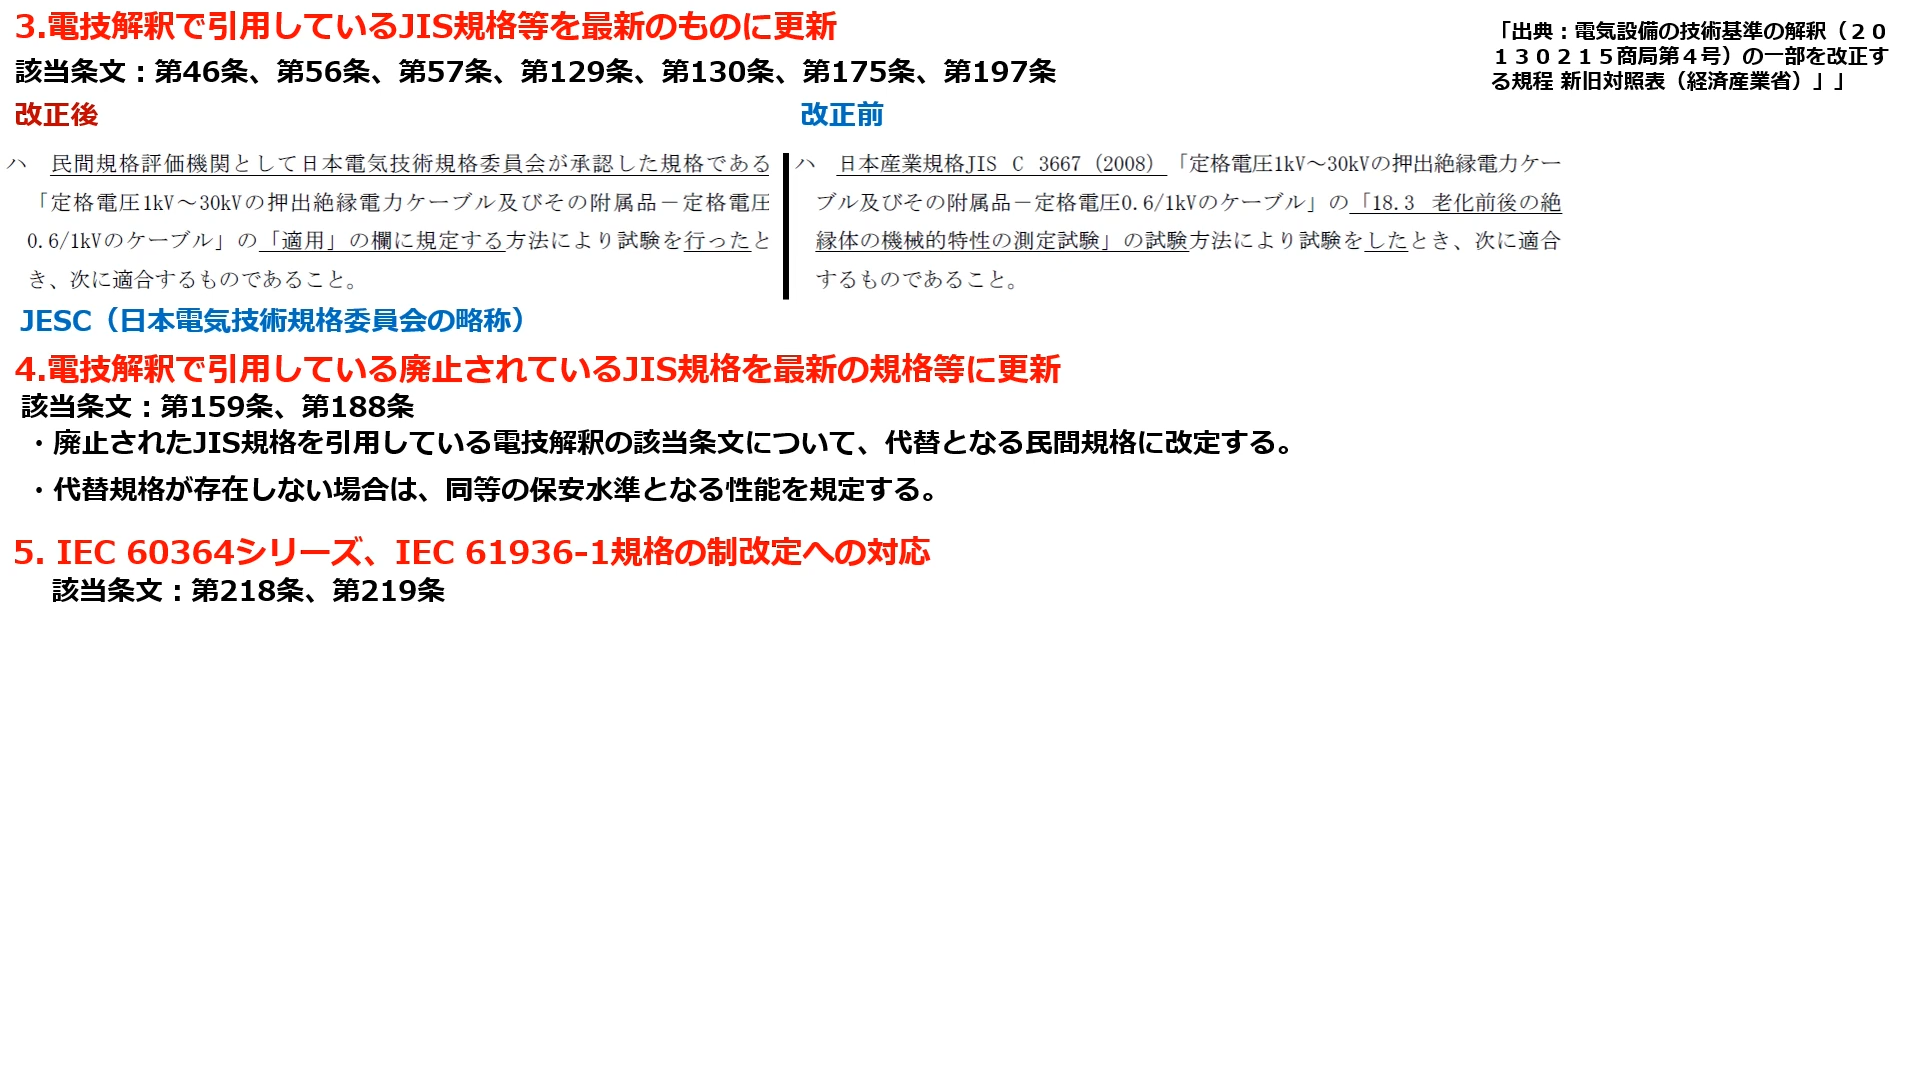 3.電技解釈で引用しているJIS規格等を最新のものに更新
該当条文：第46条、第56条、第57条、第129条、第130条、第175条、第197条
「出典：電気設備の技術基準の解釈（２０
１３０２１５商局第４号）の一部を改正す
る規程 新旧対照表（経済産業省）」」
改正後
ハ　民間規格評価機関として日本電気技術規格委員会が承認した規格である
「定格電圧1kV～30kVの押出絶縁電力ケーブル及びその附属品－定格電圧
0.6/1kVのケーブル」の「適用」の欄に規定する方法により試験を行ったと
き、次に適合するものであること。
改正前
ハ　日本産業規格JIS C 3667（2008）「定格電圧1kV～30kVの押出絶縁電力ケー
ブル及びその附属品－定格電圧0.6/1kVのケーブル」の「18.3 老化前後の絶
縁体の機械的特性の測定試験」の試験方法により試験をしたとき、次に適合
するものであること。
JESC（日本電気技術規格委員会の略称）
4.電技解釈で引用している廃止されているJIS規格を最新の規格等に更新
該当条文：第159条、第188条
・廃止されたJIS規格を引用している電技解釈の該当条文について、代替となる民間規格に改定する。
・代替規格が存在しない場合は、同等の保安水準となる性能を規定する。
5. IEC 60364シリーズ、IEC 61936-1規格の制改定への対応
該当条文：第218条、第219条